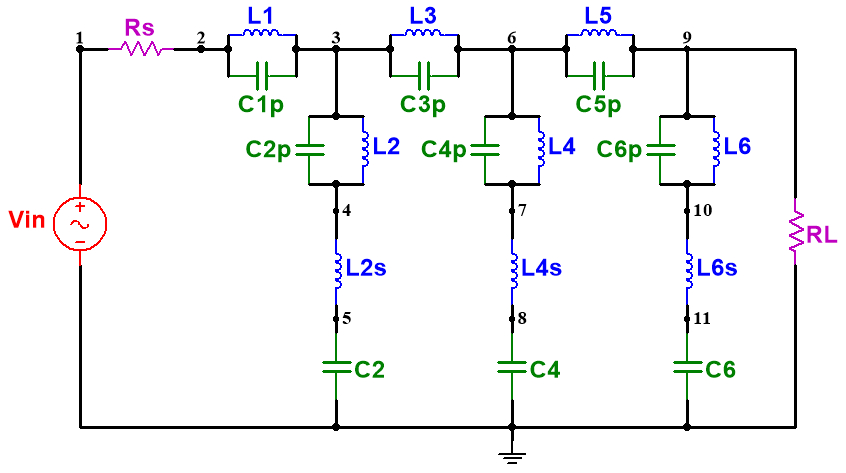 L1 L3 L5
Rs
1 2 3 6 9
C1p C3p C5p
C2p L2 C4p L4 C6p L6
4 7 10
Vin
RL
L2s L4s L6s
5 8 11
C2 C4 C6